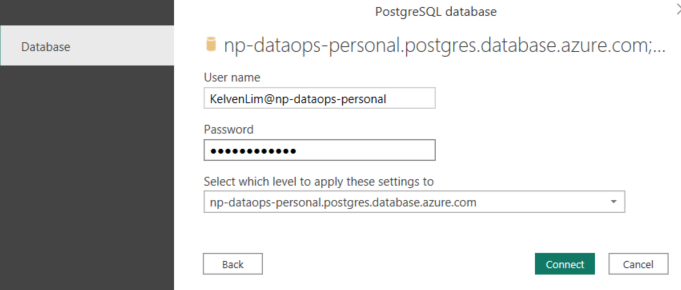 PostgreSQL database
Database
np-dataops-personal.postgres.database.azure.com;...
User name
KelvenLim@np-dataops-personal
Password
●●●●●●●●●●●●
Select which level to apply these settings to
np-dataops-personal.postgres.database.azure.com
Back
Connect
Cancel